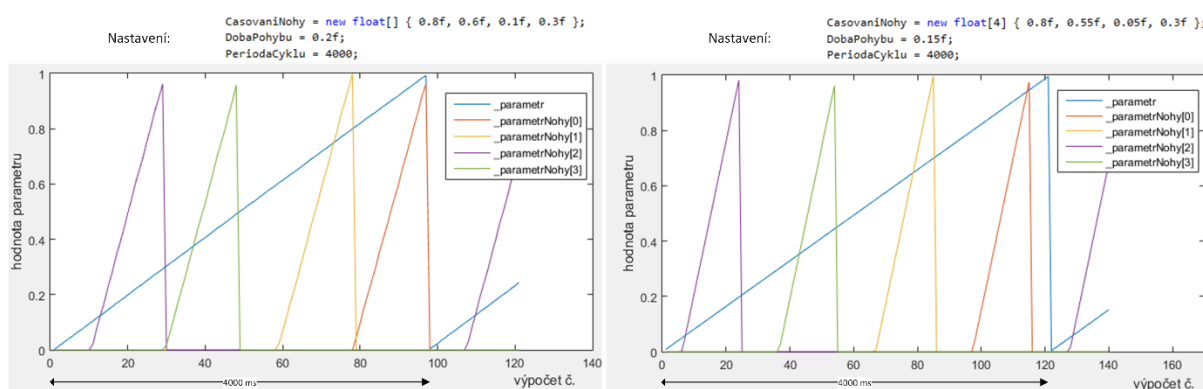 Nastavení:
CasovaniNohy = new float[] { 0.8f, 0.6f, 0.1f, 0.3f };
DobaPohybu = 0.2f;
PeriodaCyklu = 4000;
hodnota parametru
1
0.8
0.6
0.4
0.2
0
0 20 40 60 80 100 120 140
_parametr
_parametrNohy[0]
_parametrNohy[1]
_parametrNohy[2]
_parametrNohy[3]
4000 ms
výpočet č.
Nastavení:
CasovaniNohy = new float[4] { 0.8f, 0.55f, 0.05f, 0.3f };
DobaPohybu = 0.15f;
PeriodaCyklu = 4000;
hodnota parametru
1
0.8
0.6
0.4
0.2
0
0 20 40 60 80 100 120 140 160
_parametr
_parametrNohy[0]
_parametrNohy[1]
_parametrNohy[2]
_parametrNohy[3]
4000 ms
výpočet č.